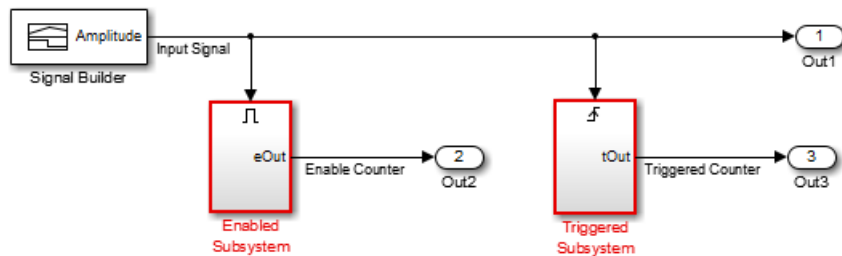 Amplitude
Input Signal
Signal Builder
1
Out1
eOut
Enable Counter
2
Out2
Enabled
Subsystem
tOut
Triggered Counter
3
Out3
Triggered
Subsystem